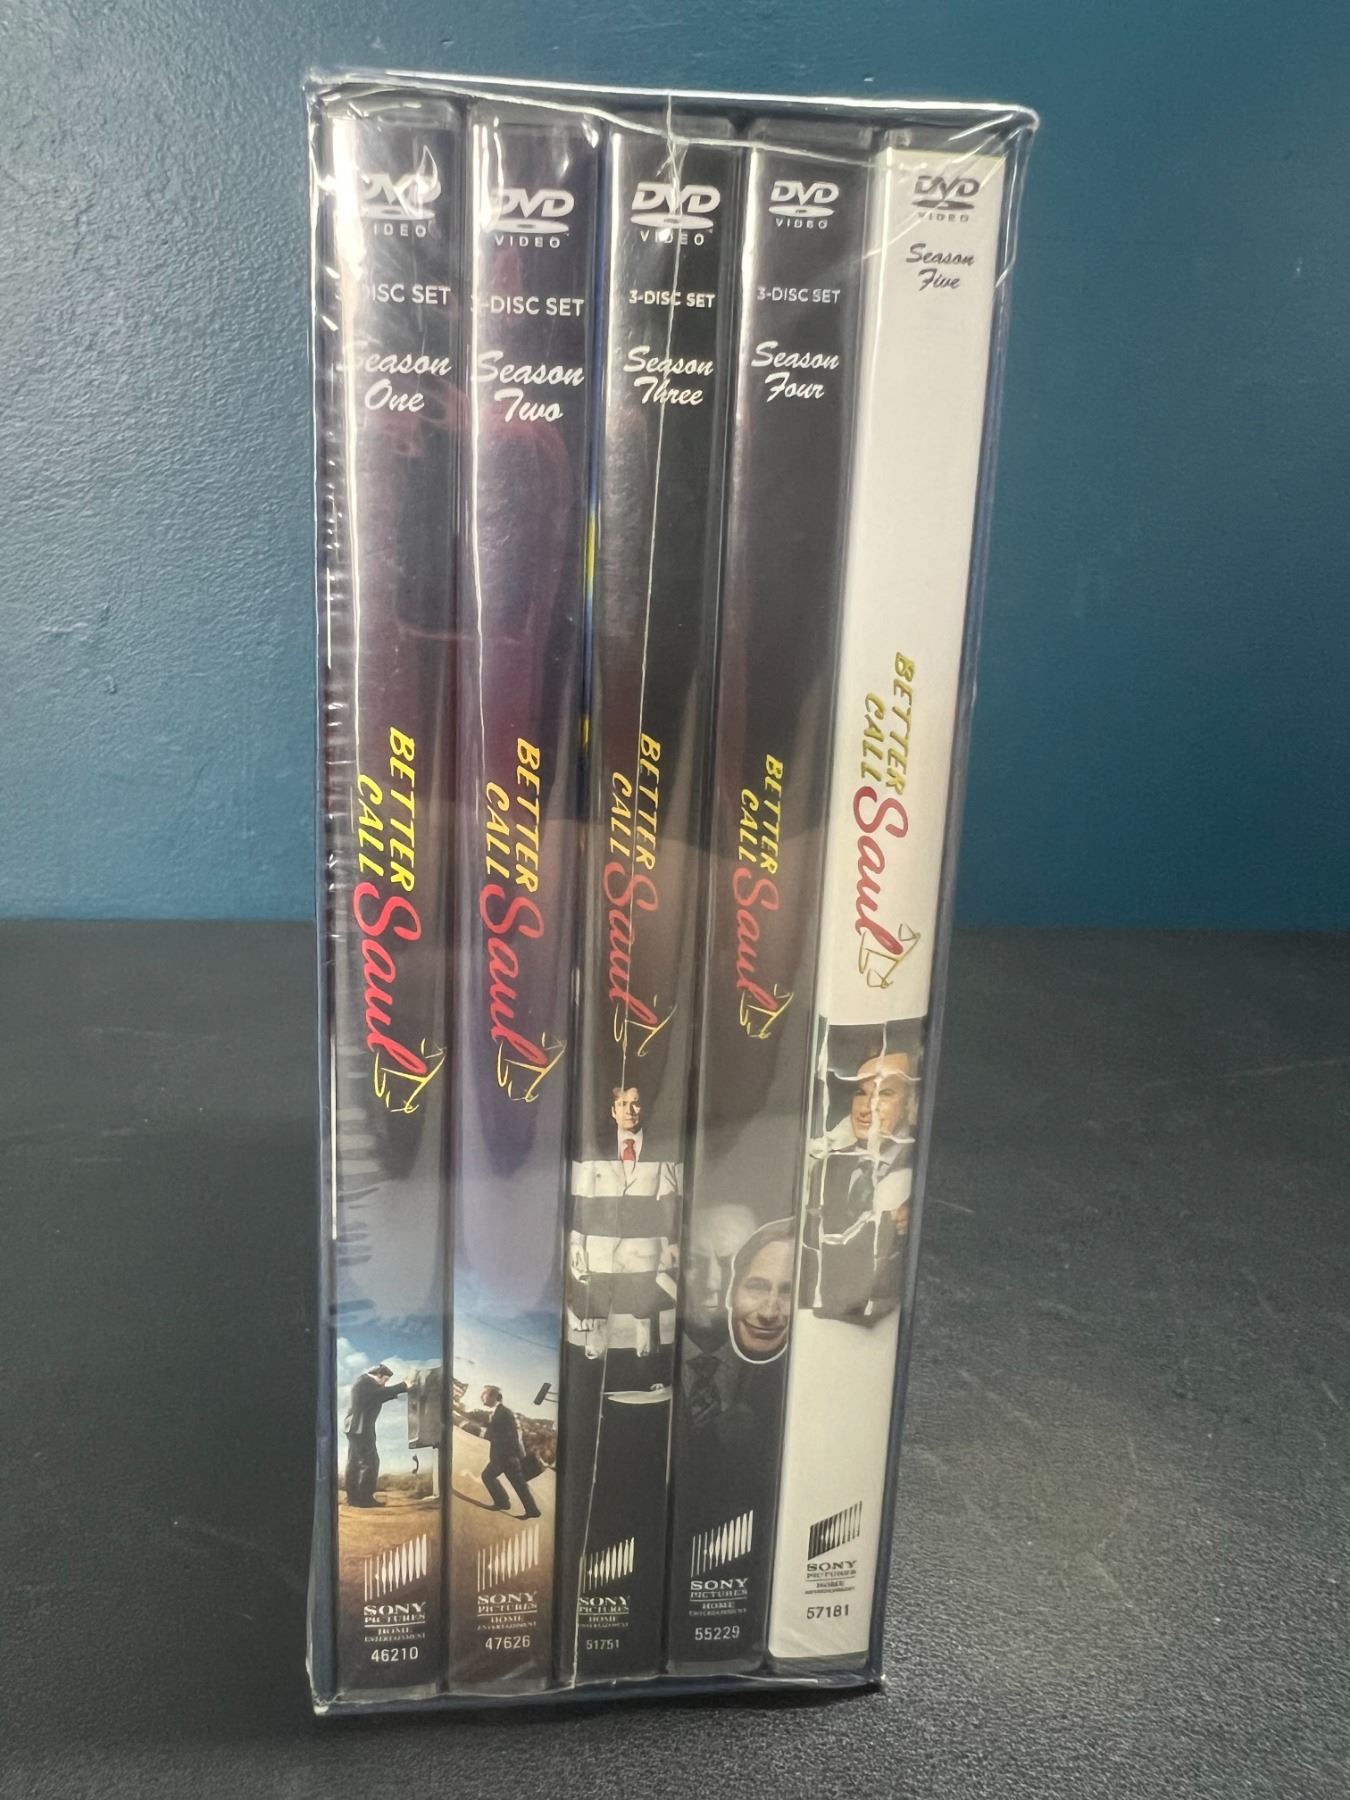 DVD
VIDEO
3-DISC SET
Season
One
BETTER
CALL
Saul
SONY
PICTURES
HOME
ENTERTAINMENT
46210
DVD
VIDEO
3-DISC SET
Season
Two
BETTER
CALL
Saul
SONY
PICTURES
HOME
ENTERTAINMENT
47626
DVD
VIDEO
3-DISC SET
Season
Three
BETTER
CALL
Saul
SONY
PICTURES
HOME
ENTERTAINMENT
51751
DVD
VIDEO
3-DISC SET
Season
Four
BETTER
CALL
Saul
SONY
PICTURES
HOME
ENTERTAINMENT
55229
DVD
VIDEO
Season
Five
BETTER
CALL
Saul
SONY
PICTURES
HOME
ENTERTAINMENT
57181